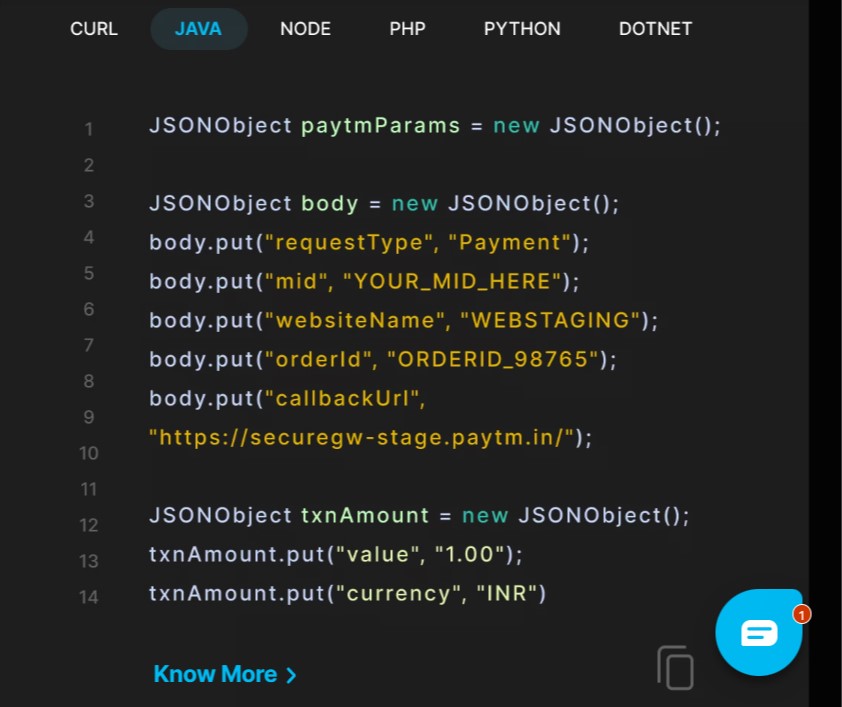 CURL JAVA NODE PHP PYTHON DOTNET
1 JSONObject paytmParams = new JSONObject();
2
3 JSONObject body = new JSONObject();
4 body.put("requestType", "Payment");
5 body.put("mid", "YOUR_MID_HERE");
6 body.put("websiteName", "WEBSTAGING");
7 body.put("orderId", "ORDERID_98765");
8 body.put("callbackUrl",
9 "https://securegw-stage.paytm.in/");
10
11 JSONObject txnAmount = new JSONObject();
12 txnAmount.put("value", "1.00");
13 txnAmount.put("currency", "INR")
14
1
Know More >